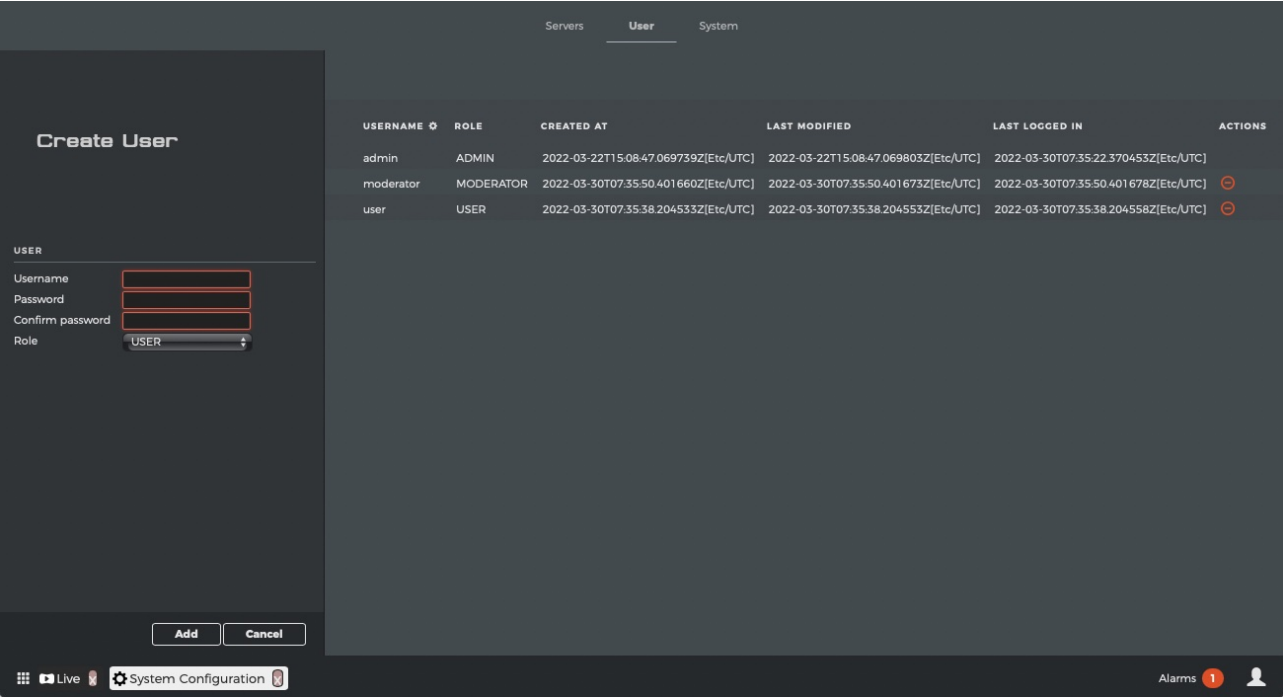 Servers User System
Create User
USERNAME ROLE CREATED AT LAST MODIFIED LAST LOGGED IN ACTIONS
admin ADMIN 2022-03-22T15:08:47.069739Z[Etc/UTC] 2022-03-22T15:08:47.069803Z[Etc/UTC] 2022-03-30T07:35:22.370453Z[Etc/UTC]
moderator MODERATOR 2022-03-30T07:35:50.401660Z[Etc/UTC] 2022-03-30T07:35:50.401673Z[Etc/UTC] 2022-03-30T07:35:50.401678Z[Etc/UTC]
user USER 2022-03-30T07:35:38.204533Z[Etc/UTC] 2022-03-30T07:35:38.204553Z[Etc/UTC] 2022-03-30T07:35:38.204558Z[Etc/UTC]
USER
Username
Password
Confirm password
Role USER
Add Cancel
Live x System Configuration x Alarms 1